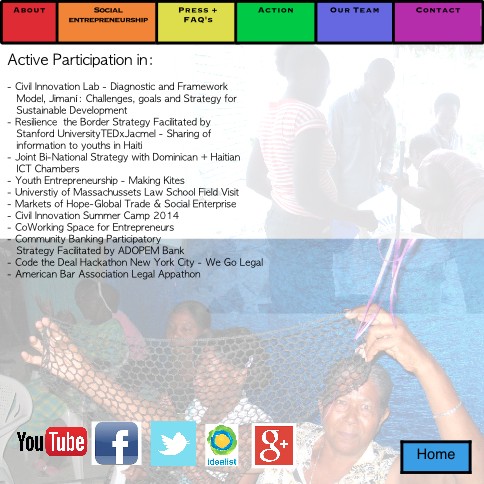 About
Social
entrepreneurship
Press +
FAQ's
Action
Our Team
Contact
Active Participation in:
- Civil Innovation Lab - Diagnostic and Framework
Model, Jimani: Challenges, goals and Strategy for
Sustainable Development
- Resilience the Border Strategy Facilitated by
Stanford UniversityTEDxJacmel - Sharing of
information to youths in Haiti
- Joint Bi-National Strategy with Dominican + Haitian
ICT Chambers
- Youth Entrepreneurship - Making Kites
- Universtiy of Massachussets Law School Field Visit
- Markets of Hope-Global Trade & Social Enterprise
- Civil Innovation Summer Camp 2014
- CoWorking Space for Entrepreneurs
- Community Banking Participatory
Strategy Facilitated by ADOPEM Bank
- Code the Deal Hackathon New York City - We Go Legal
- American Bar Association Legal Appathon
YouTube
f
idealist
g+
Home